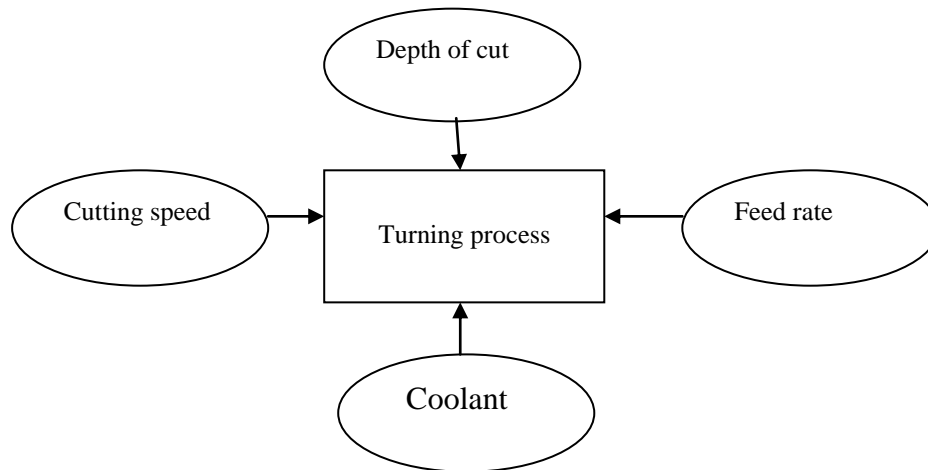 Depth of cut
Cutting speed
Turning process
Feed rate
Coolant